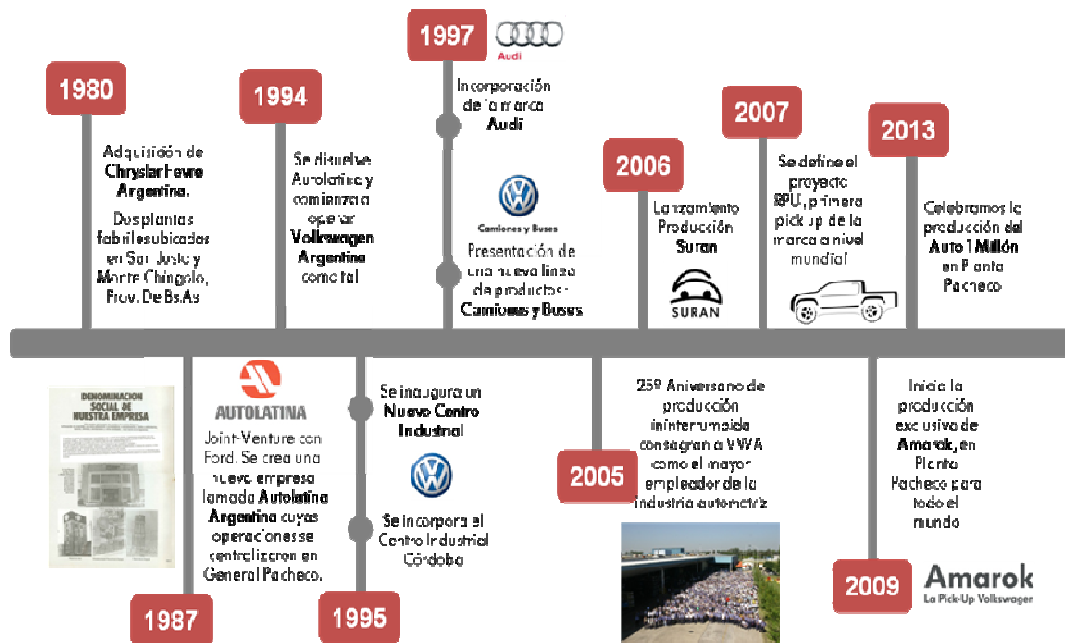 1980
Adquisición de
Chrysler Fevre
Argentina.
Dos plantas
fabriles ubicadas
en San Justo y
Monte Chingolo,
Prov. De Bs.As
1994
Se disuelve
Autolatina y
comienza a
operar
Volkswagen
Argentina
como tal
1997
Audi
Incorporación
de la marca
Audi
Camiones y Buses
Presentación de
una nueva linea
de productos:
Camiones y Buses
2006
Lanzamiento
Producción
Suran
SURAN
2007
Se define el
proyecto
RPU, primera
pick up de la
marca a nivel
mundial
2013
Celebramos la
producción del
Auto 1 Millón
en Planta
Pacheco
DENOMINACION
SOCIAL DE
NUESTRA EMPRESA
AUTOLATINA
Joint-Venture con
Ford. Se crea una
nueva empresa
lamada Autolatina
Argentina cuyas
operaciones se
centralizaron en
General Pacheco.
1987
Se inaugura un
Nuevo Centro
Industrial
Se incorpora el
Centro Industrial
Córdoba
1995
25º Aniversario de
producción
ininterrumpida
consagran a VWA
como el mayor
empleador de la
industria automotriz
2005
Inicia la
producción
exclusiva de
Amarok, en
Planta
Pacheco para
todo el
mundo
2009
Amarok
La Pick-Up Volkswagen